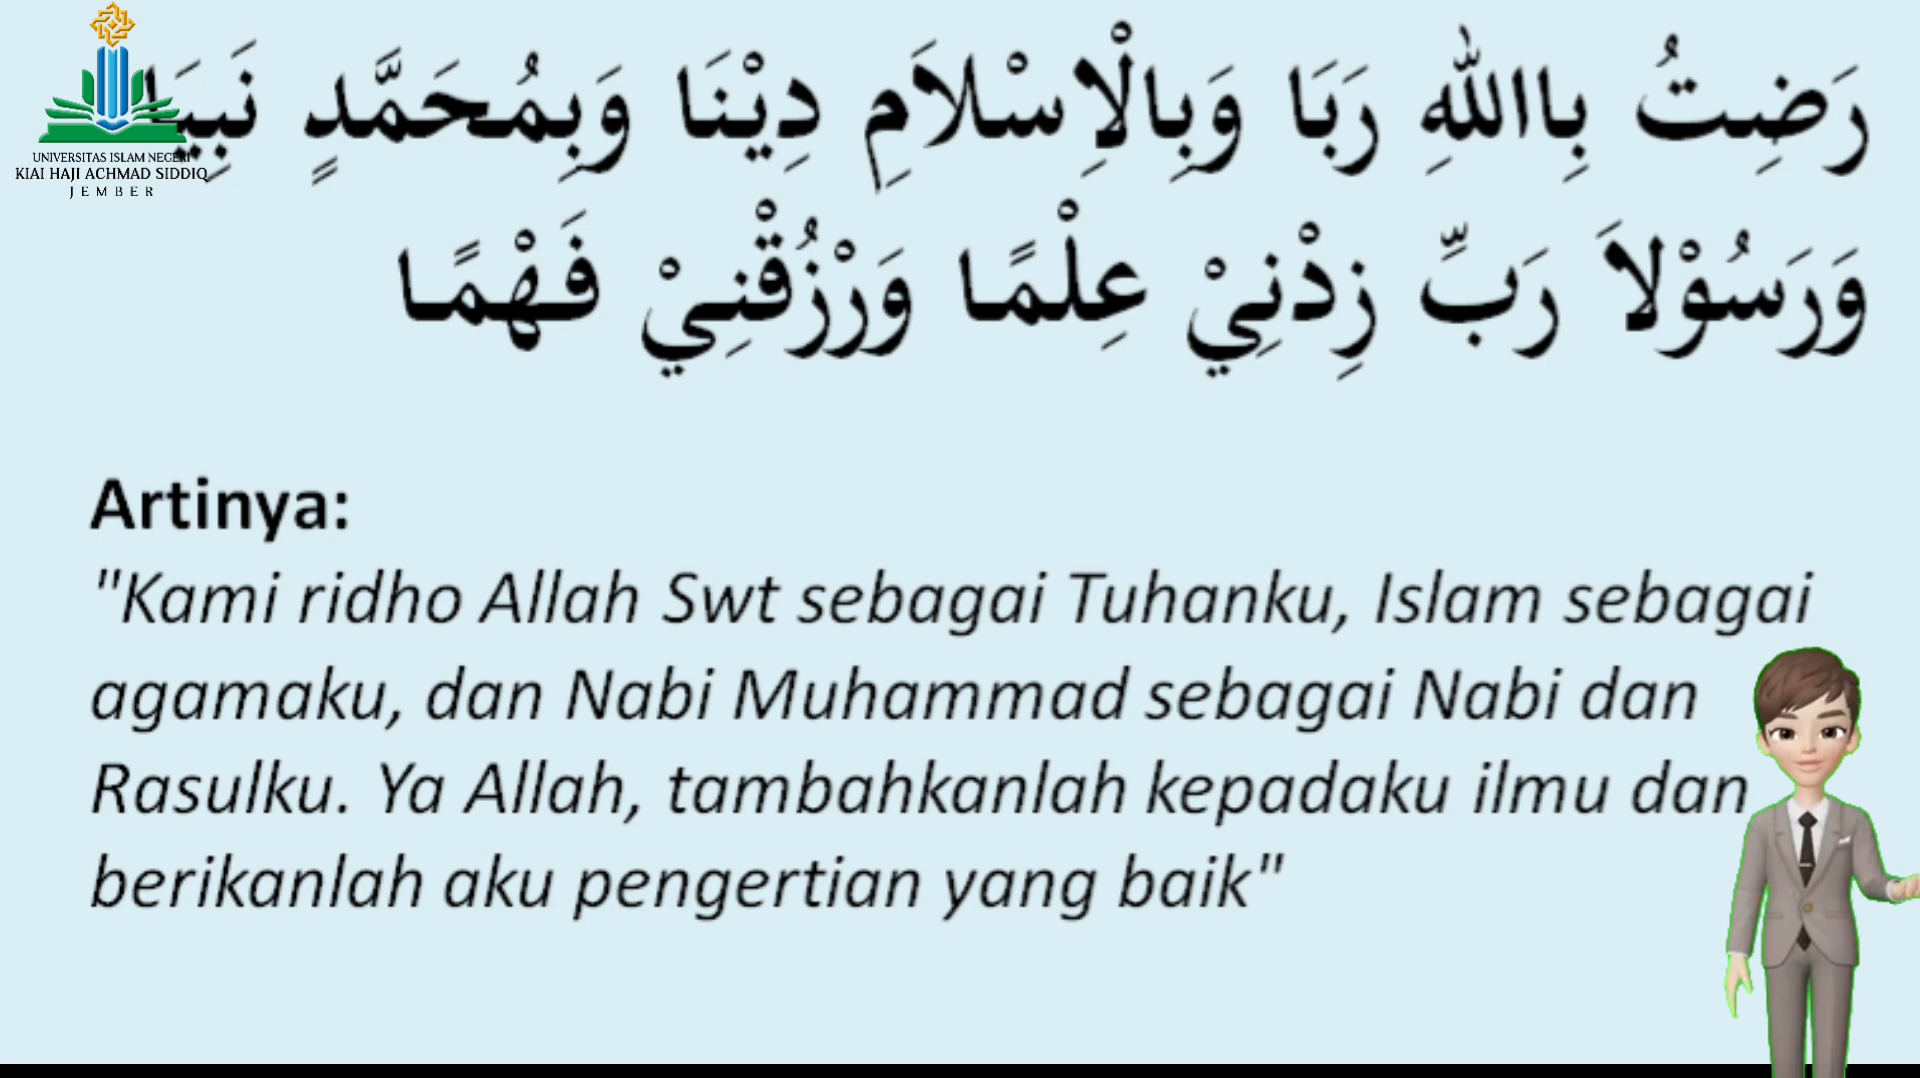 رَضِتُ بِااللهِ رَبَا وَبِالْاِسْلاَمِ دِيْنَا وَبِمُحَمَّدٍ نَبِيَا
وَرَسُوْلاَ رَبِّ زِدْنِيْ عِلْمًا وَرْزُقْنِيْ فَهْمًا
UNIVERSITAS ISLAM NEGERI
KIAI HAJI ACHMAD SIDDIQ
JEMBER
Artinya:
"Kami ridho Allah Swt sebagai Tuhanku, Islam sebagai
agamaku, dan Nabi Muhammad sebagai Nabi dan
Rasulku. Ya Allah, tambahkanlah kepadaku ilmu dan
berikanlah aku pengertian yang baik"